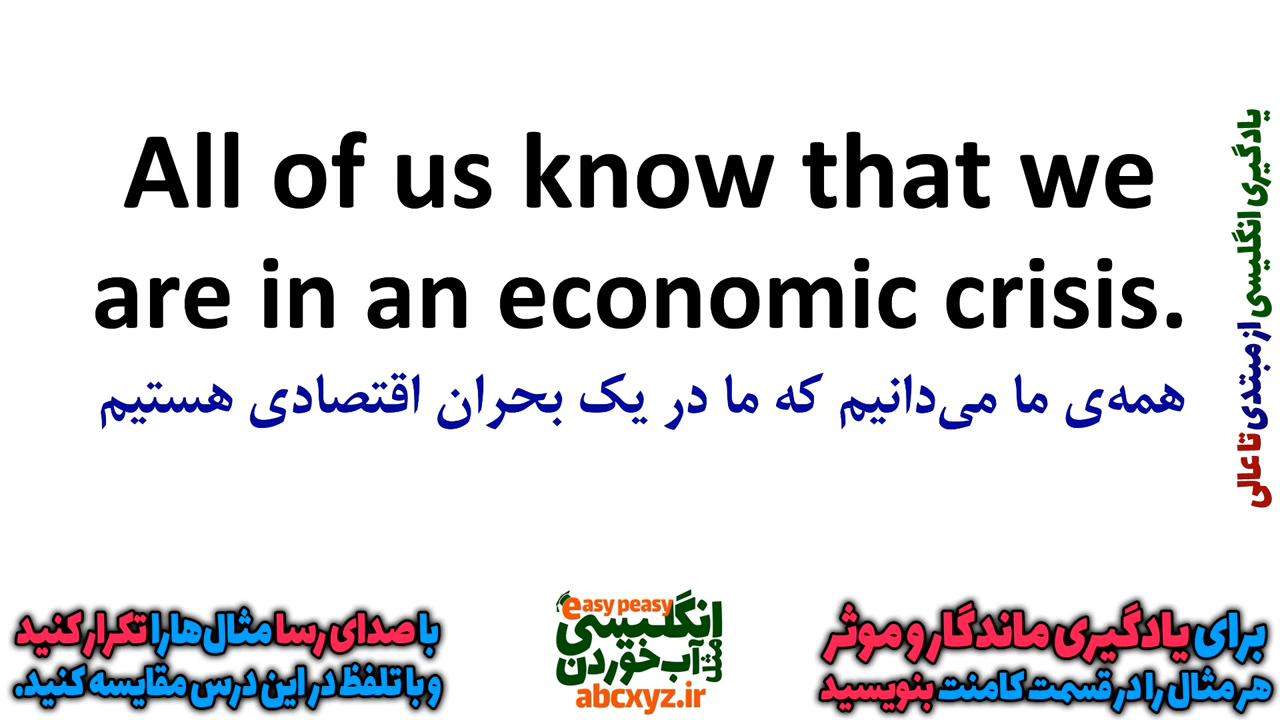 All of us know that we
are in an economic crisis.
همه‌ی ما می‌دانیم که ما در یک بحران اقتصادی هستیم
یادگیری انگلیسی از مبتدی تا عالی
برای یادگیری ماندگار و موثر
هر مثال را در قسمت کامنت بنویسید
easy peasy
انگلیسی
مثل آب خوردن
abcxyz.ir
با صدای رسا مثال‌ها را تکرار کنید
و با تلفظ در این درس مقایسه کنید.